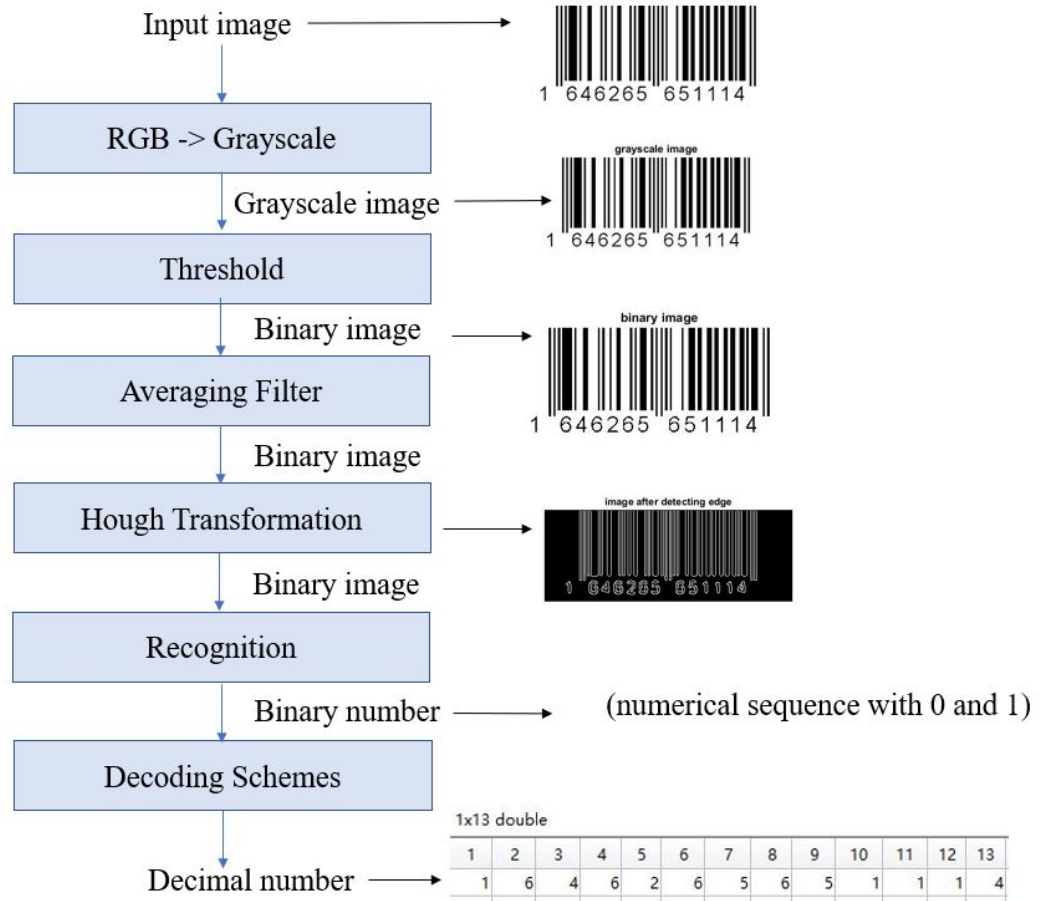 Input image
1 646265 651114
RGB -> Grayscale
grayscale image
Grayscale image
1 646265 651114
Threshold
Binary image
binary image
1 646265 651114
Averaging Filter
Binary image
Hough Transformation
image after detecting edge
1 646265 651114
Binary image
Recognition
Binary number
(numerical sequence with 0 and 1)
Decoding Schemes
1x13 double
1 2 3 4 5 6 7 8 9 10 11 12 13
Decimal number
1 6 4 6 2 6 5 6 5 1 1 1 4